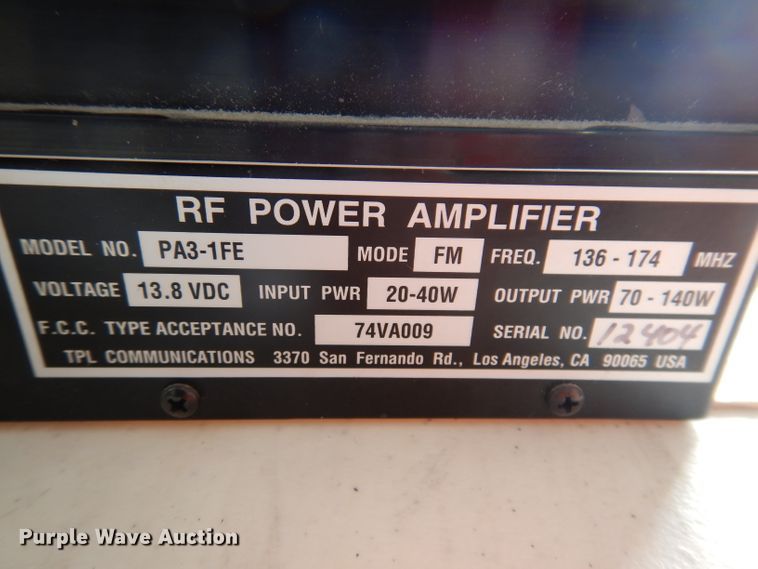 RF POWER AMPLIFIER
MODEL NO. PA3-1FE MODE FM FREQ. 136 - 174 MHZ
VOLTAGE 13.8 VDC INPUT PWR 20-40W OUTPUT PWR 70 - 140W
F.C.C. TYPE ACCEPTANCE NO. 74VA009 SERIAL NO. 12404
TPL COMMUNICATIONS 3370 San Fernando Rd., Los Angeles, CA 90065 USA
Purple Wave Auction